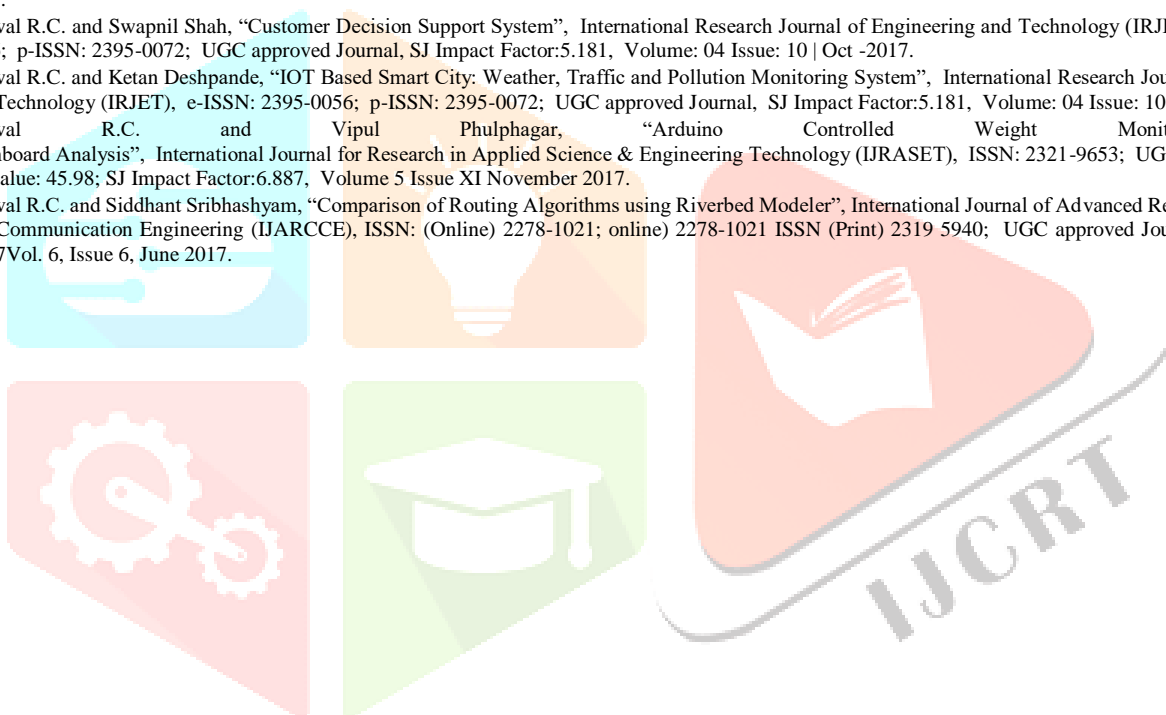 .
val R.C. and Swapnil Shah, “Customer Decision Support System”, International Research Journal of Engineering and Technology (IRJE
; p-ISSN: 2395-0072; UGC approved Journal, SJ Impact Factor:5.181, Volume: 04 Issue: 10 | Oct -2017.
val R.C. and Ketan Deshpande, “IOT Based Smart City: Weather, Traffic and Pollution Monitoring System”, International Research Jou
Technology (IRJET), e-ISSN: 2395-0056; p-ISSN: 2395-0072; UGC approved Journal, SJ Impact Factor:5.181, Volume: 04 Issue: 10
val R.C. and Vipul Phulphagar, “Arduino Controlled Weight Monit
board Analysis”, International Journal for Research in Applied Science & Engineering Technology (IJRASET), ISSN: 2321-9653; UG
alue: 45.98; SJ Impact Factor:6.887, Volume 5 Issue XI November 2017.
val R.C. and Siddhant Sribhashyam, “Comparison of Routing Algorithms using Riverbed Modeler”, International Journal of Advanced Re
Communication Engineering (IJARCCE), ISSN: (Online) 2278-1021; online) 2278-1021 ISSN (Print) 2319 5940; UGC approved Jou
7Vol. 6, Issue 6, June 2017.
IJCRT